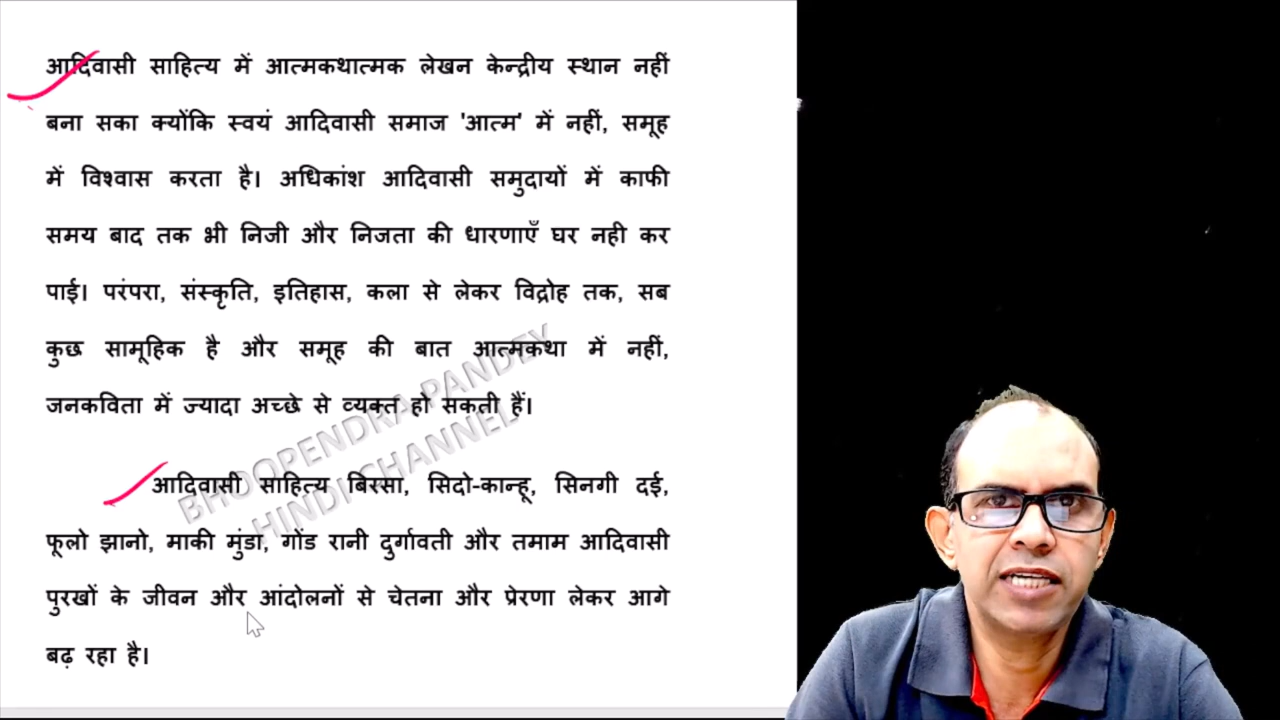 आदिवासी साहित्य में आत्मकथात्मक लेखन केन्द्रीय स्थान नहीं
बना सका क्योंकि स्वयं आदिवासी समाज 'आत्म' में नहीं, समूह
में विश्वास करता है। अधिकांश आदिवासी समुदायों में काफी
समय बाद तक भी निजी और निजता की धारणाएँ घर नही कर
पाई। परंपरा, संस्कृति, इतिहास, कला से लेकर विद्रोह तक, सब
कुछ सामूहिक है और समूह की बात आत्मकथा में नहीं,
जनकविता में ज्यादा अच्छे से व्यक्त हो सकती हैं।
आदिवासी साहित्य बिरसा, सिदो-कान्हू, सिनगी दई,
फूलो झानो, माकी मुंडा, गोंड रानी दुर्गावती और तमाम आदिवासी
पुरखों के जीवन और आंदोलनों से चेतना और प्रेरणा लेकर आगे
बढ़ रहा है।
BHOOPENDRA PANDEY
HINDI CHANNEL